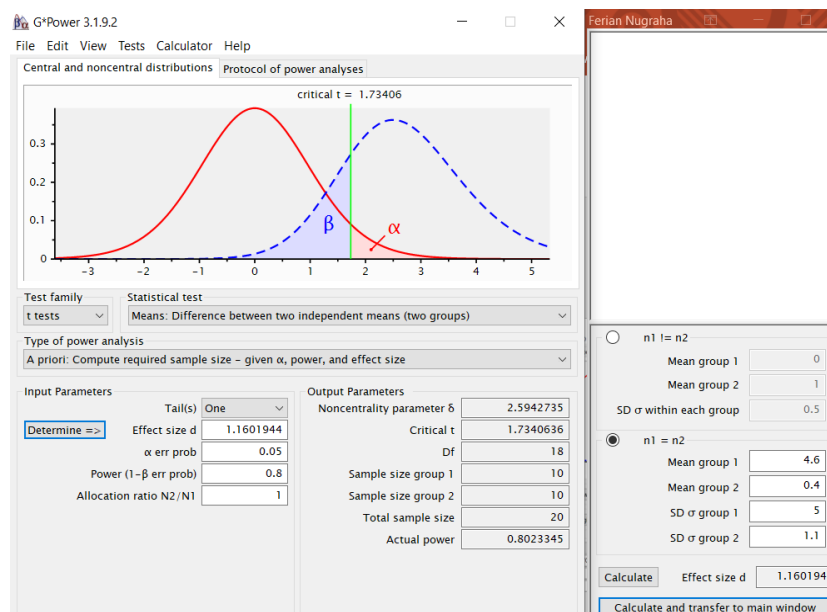 G*Power 3.1.9.2
Ferian Nugraha
File Edit View Tests Calculator Help
Central and noncentral distributions Protocol of power analyses
critical t = 1.73406
0.3
0.2
0.1
0
β
α
-3 -2 -1 0 1 2 3 4 5
Test family Statistical test
t tests Means: Difference between two independent means (two groups)
Type of power analysis
A priori: Compute required sample size - given α, power, and effect size
Input Parameters Output Parameters
Tail(s) One Noncentrality parameter δ 2.5942735
Determine => Effect size d 1.1601944 Critical t 1.7340636
α err prob 0.05 Df 18
Power (1-β err prob) 0.8 Sample size group 1 10
Allocation ratio N2/N1 1 Sample size group 2 10
Total sample size 20
Actual power 0.8023345
n1 != n2
Mean group 1 0
Mean group 2 1
SD σ within each group 0.5
n1 = n2
Mean group 1 4.6
Mean group 2 0.4
SD σ group 1 5
SD σ group 2 1.1
Calculate Effect size d 1.160194
Calculate and transfer to main window